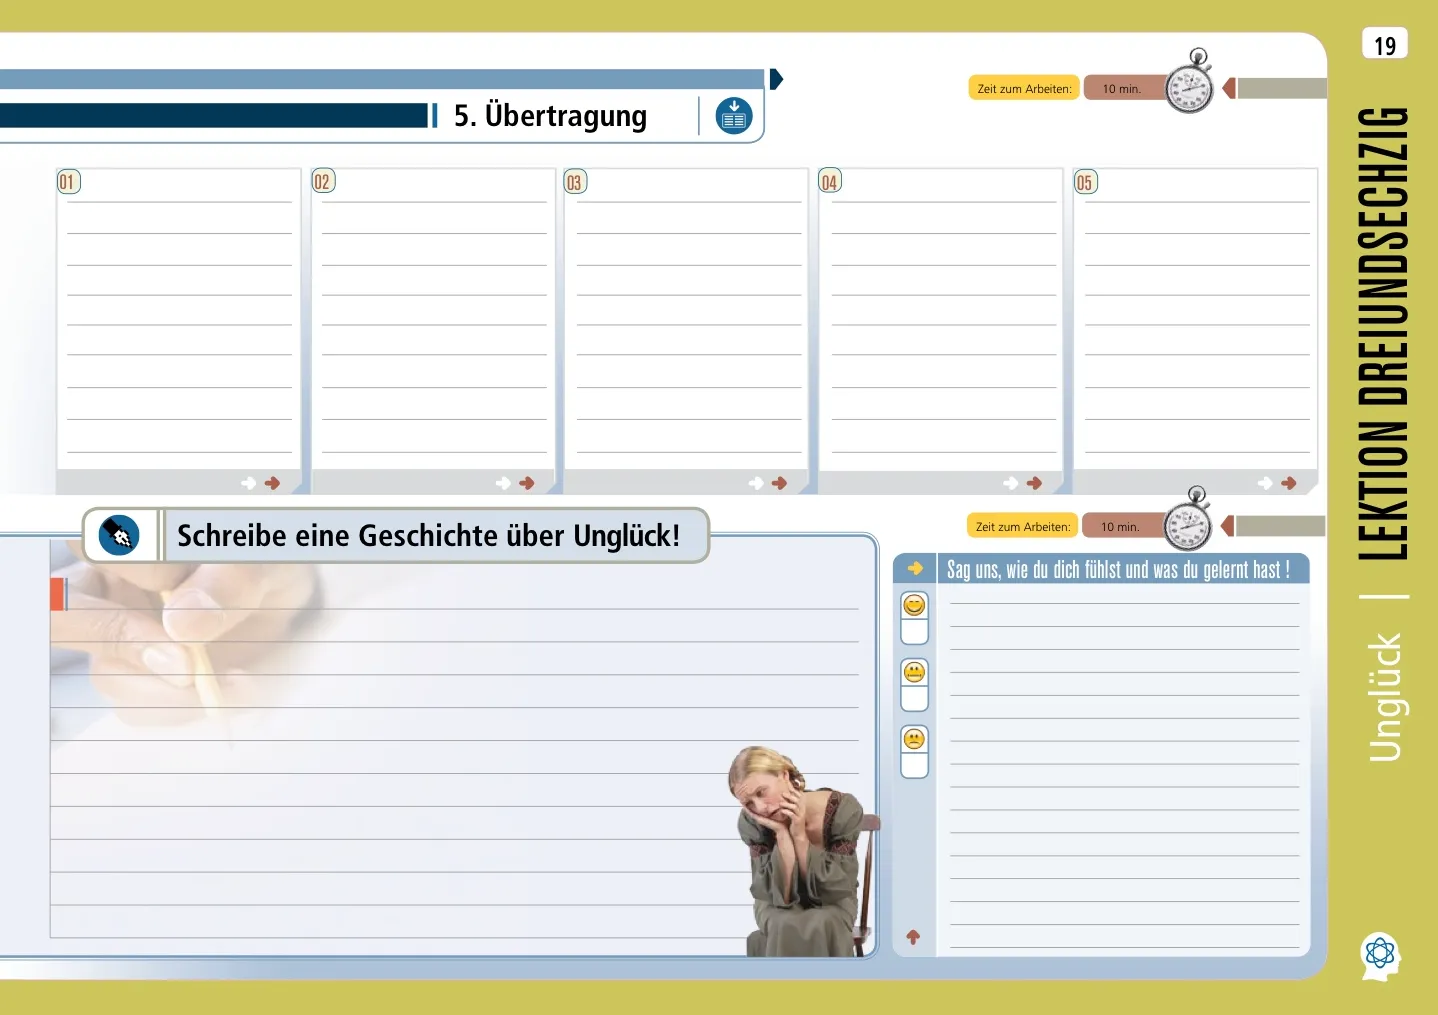 19
Zeit zum Arbeiten:
10 min.
5. Übertragung
01
02
03
04
05
Schreibe eine Geschichte über Unglück!
Zeit zum Arbeiten:
10 min.
Sag uns, wie du dich fühlst und was du gelernt hast !
LEKTION DREIUNDSECHZIG
Unglück